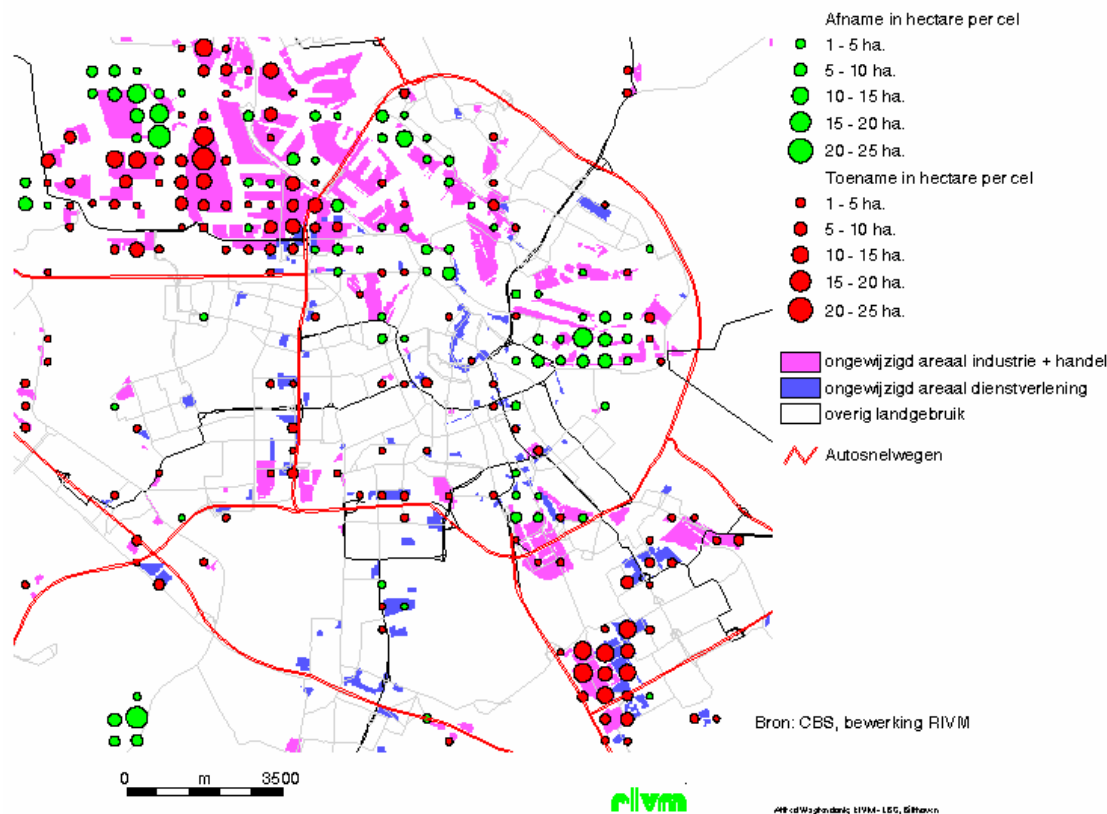 Afname in hectare per cel
1 - 5 ha.
5 - 10 ha.
10 - 15 ha.
15 - 20 ha.
20 - 25 ha.
Toename in hectare per cel
1 - 5 ha.
5 - 10 ha.
10 - 15 ha.
15 - 20 ha.
20 - 25 ha.
ongewijzigd areaal industrie + handel
ongewijzigd areaal dienstverlening
overig landgebruik
Autosnelwegen
Bron: CBS, bewerking RIVM
0 m 3500
rivm
RIVM - LBG, Bilthoven